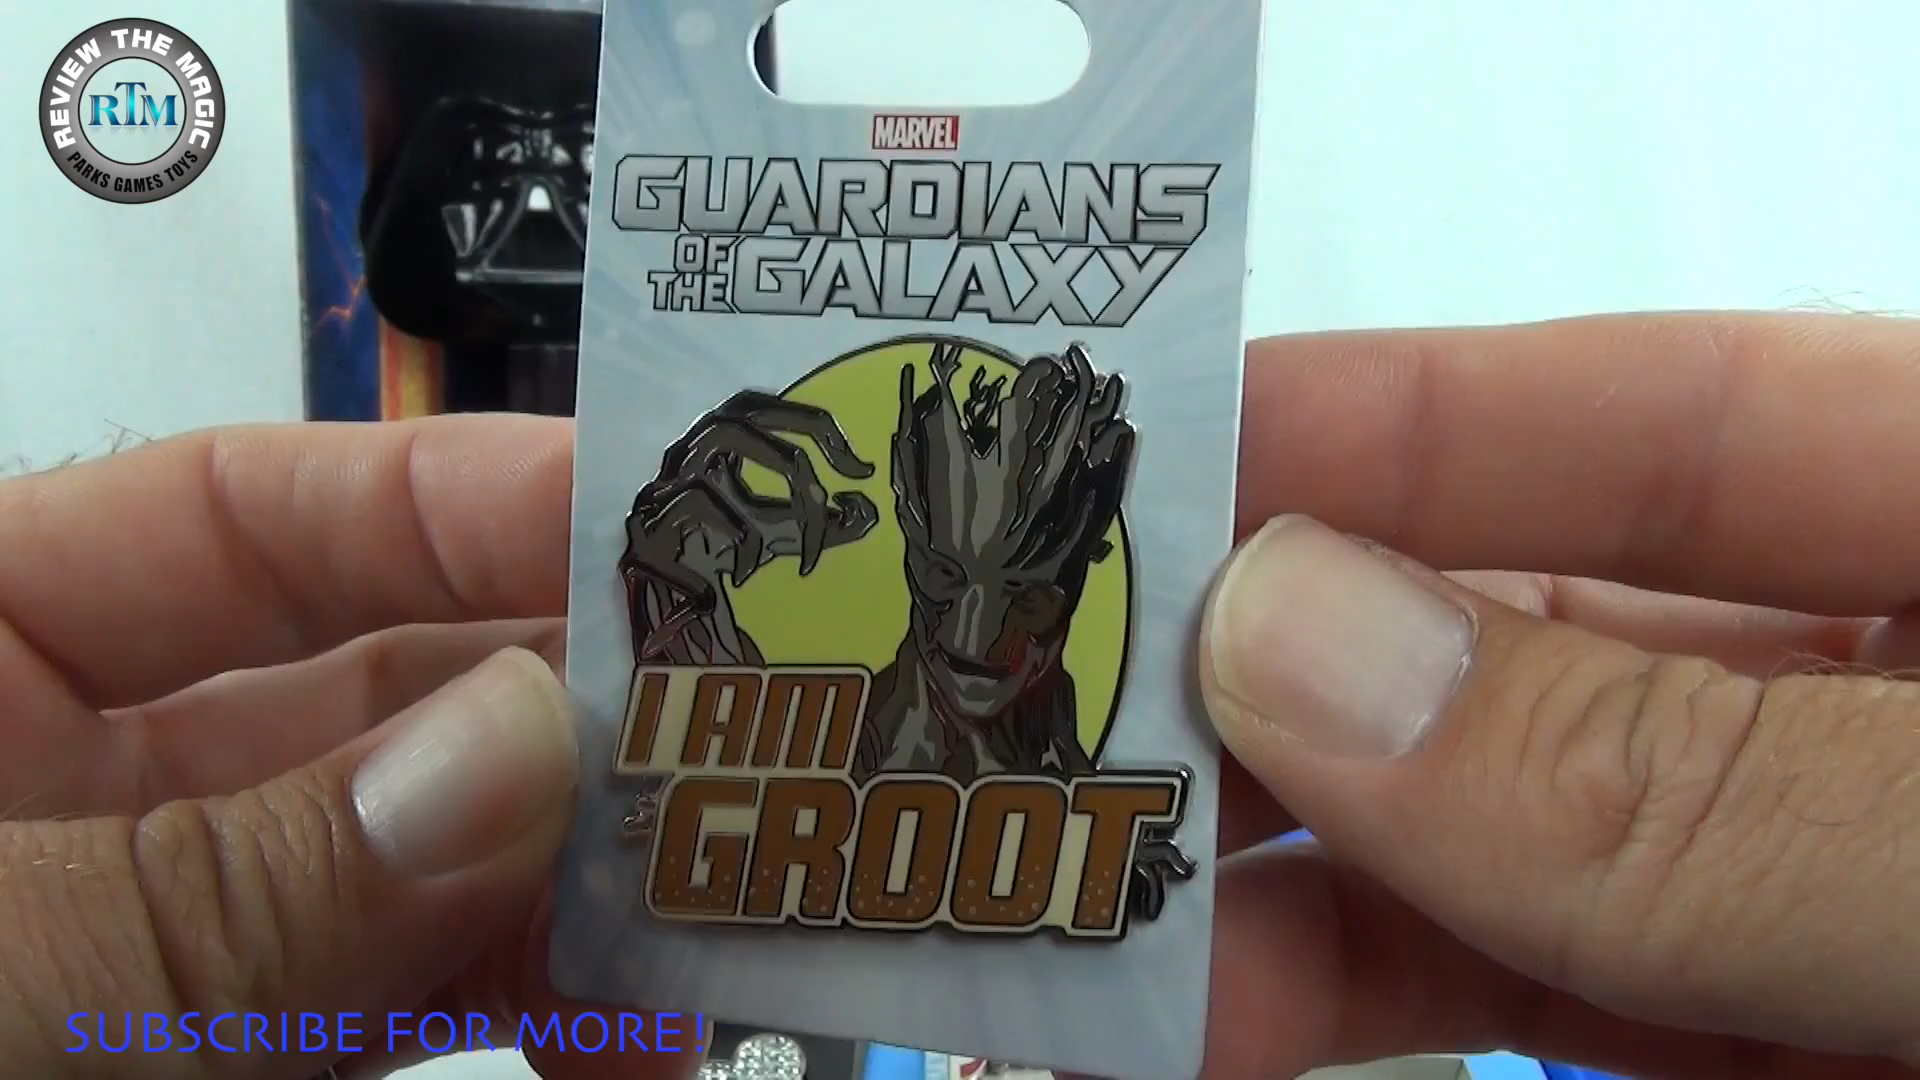 REVIEW THE MAGIC
RTM
PARKS GAMES TOYS
MARVEL
GUARDIANS
OF THE GALAXY
I AM
GROOT
SUBSCRIBE FOR MORE!